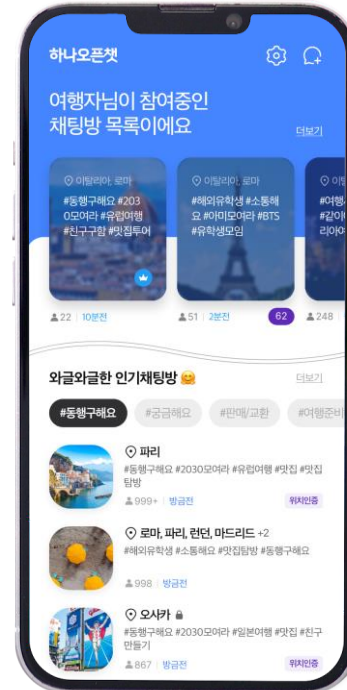 하나오픈챗
여행자님이 참여중인
채팅방 목록이에요
더보기
이탈리아, 로마
#동행구해요 #203
0모여라 #유럽여행
#친구구함 #맛집투어
22 | 10분전
이탈리아, 로마
#해외유학생 #소통해
요 #아미모여라 #BTS
#유학생모임
51 | 2분전
62
#여행
#같이
리아여
248
와글와글한 인기채팅방 🤗
더보기
#동행구해요
#궁금해요
#판매/교환
#여행준비
파리
#동행구해요 #2030모여라 #유럽여행 #맛집 #맛집
탐방
999+ | 방금전
위치인증
로마, 파리, 런던, 마드리드 +2
#해외유학생 #소통해요 #맛집탐방 #동행구해요
998 | 방금전
오사카
#동행구해요 #2030모여라 #일본여행 #맛집 #친구
만들기
867 | 방금전
위치인증